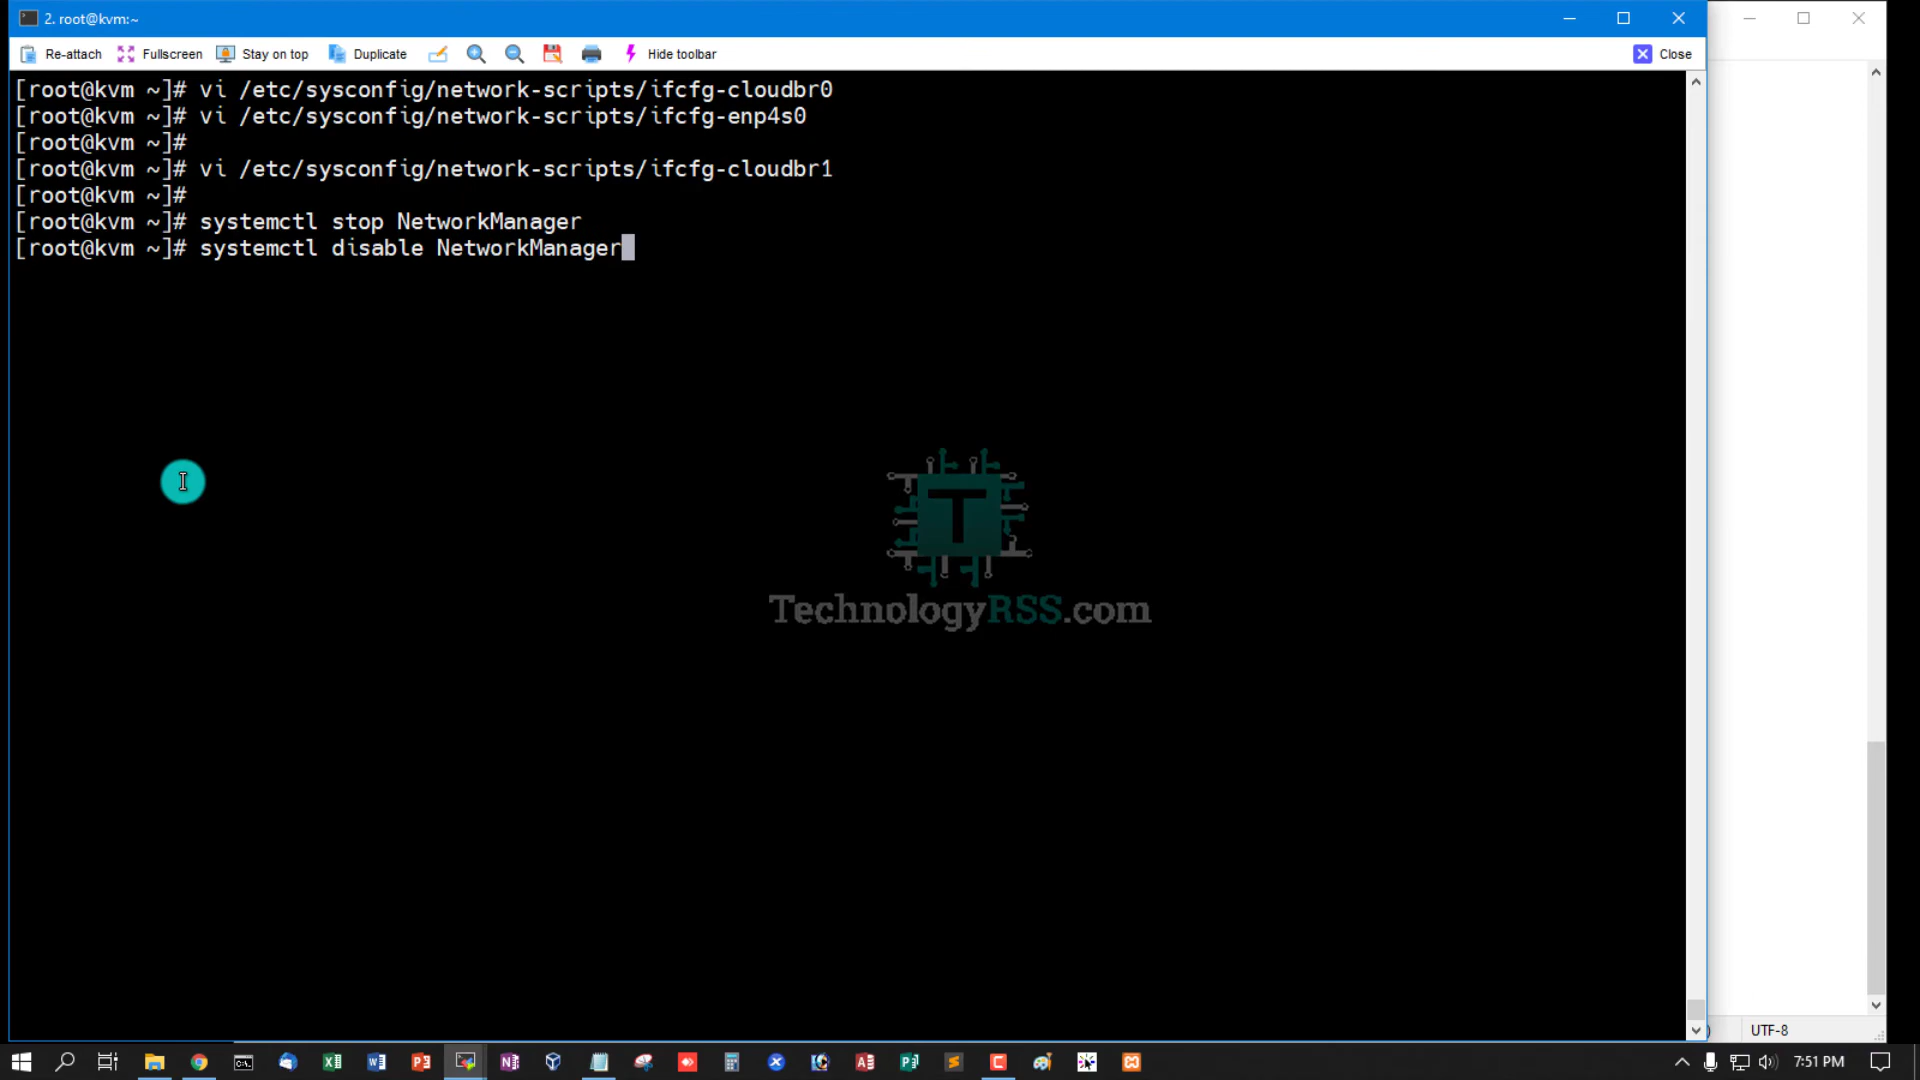 2. root@kvm:~
Re-attach Fullscreen Stay on top Duplicate Hide toolbar Close
[root@kvm ~]# vi /etc/sysconfig/network-scripts/ifcfg-cloudbr0
[root@kvm ~]# vi /etc/sysconfig/network-scripts/ifcfg-enp4s0
[root@kvm ~]#
[root@kvm ~]# vi /etc/sysconfig/network-scripts/ifcfg-cloudbr1
[root@kvm ~]#
[root@kvm ~]# systemctl stop NetworkManager
[root@kvm ~]# systemctl disable NetworkManager
T
TechnologyRSS.com
) UTF-8
7:51 PM